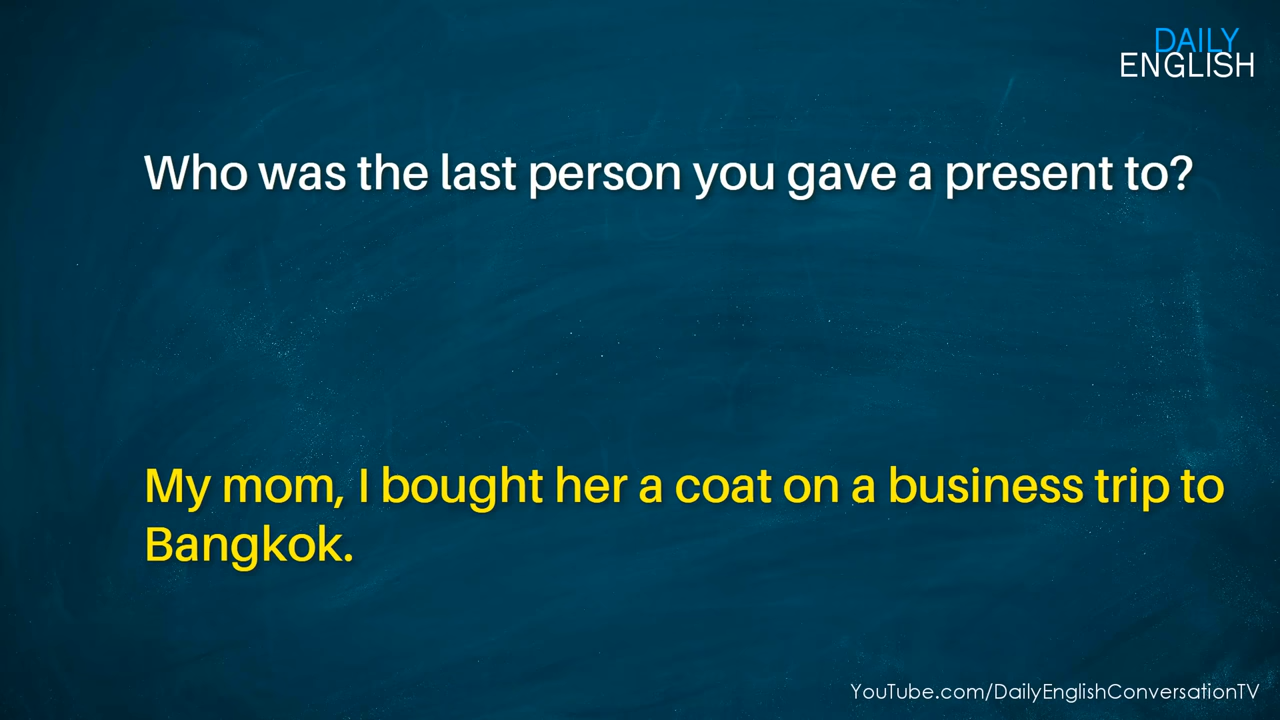 DAILY
ENGLISH
Who was the last person you gave a present to?
My mom, I bought her a coat on a business trip to
Bangkok.
YouTube.com/DailyEnglishConversationTV